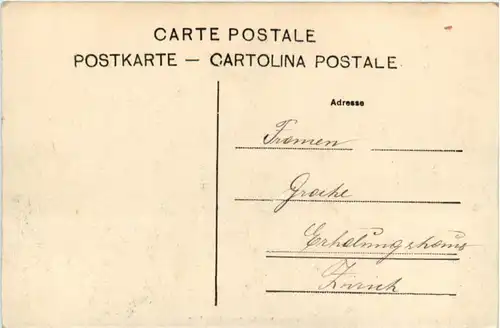 CARTE POSTALE
POSTKARTE — CARTOLINA POSTALE.
Adresse
Erholungshaus
Zürich